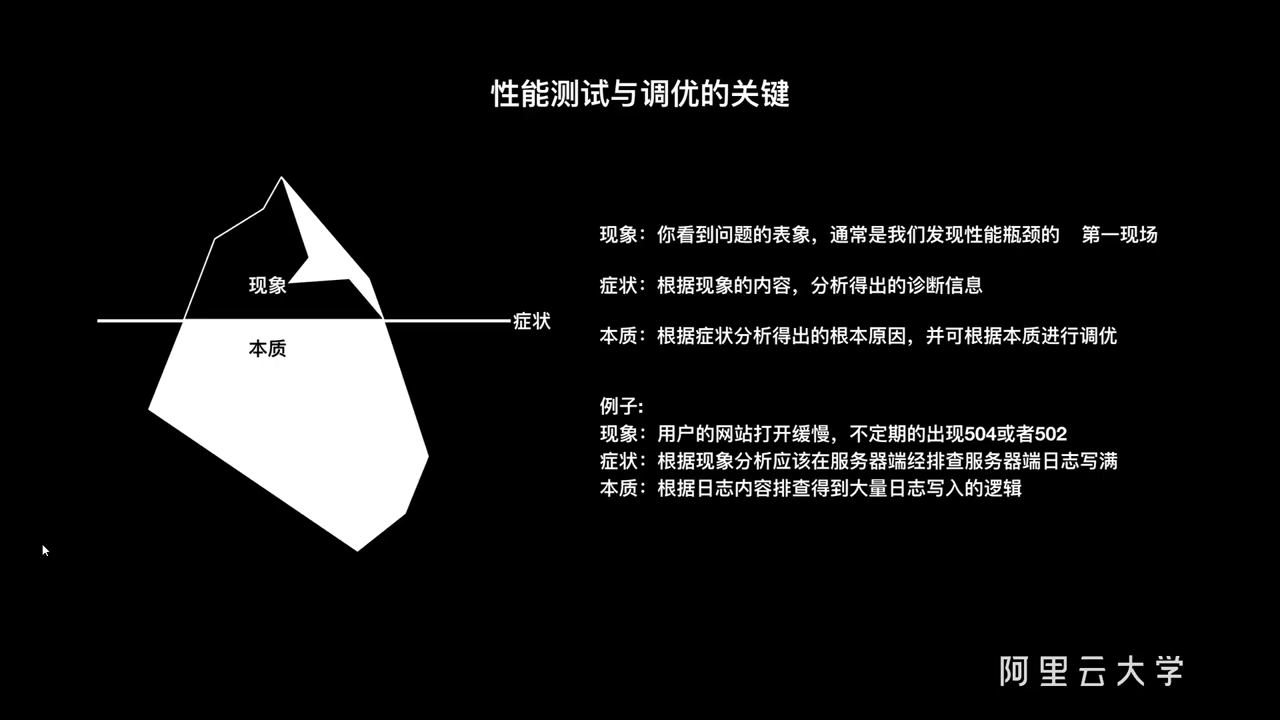 性能测试与调优的关键
现象：你看到问题的表象，通常是我们发现性能瓶颈的 第一现场
现象
症状：根据现象的内容，分析得出的诊断信息
症状
本质
本质：根据症状分析得出的根本原因，并可根据本质进行调优
例子:
现象：用户的网站打开缓慢，不定期的出现504或者502
症状：根据现象分析应该在服务器端经排查服务器端日志写满
本质：根据日志内容排查得到大量日志写入的逻辑
阿里云大学